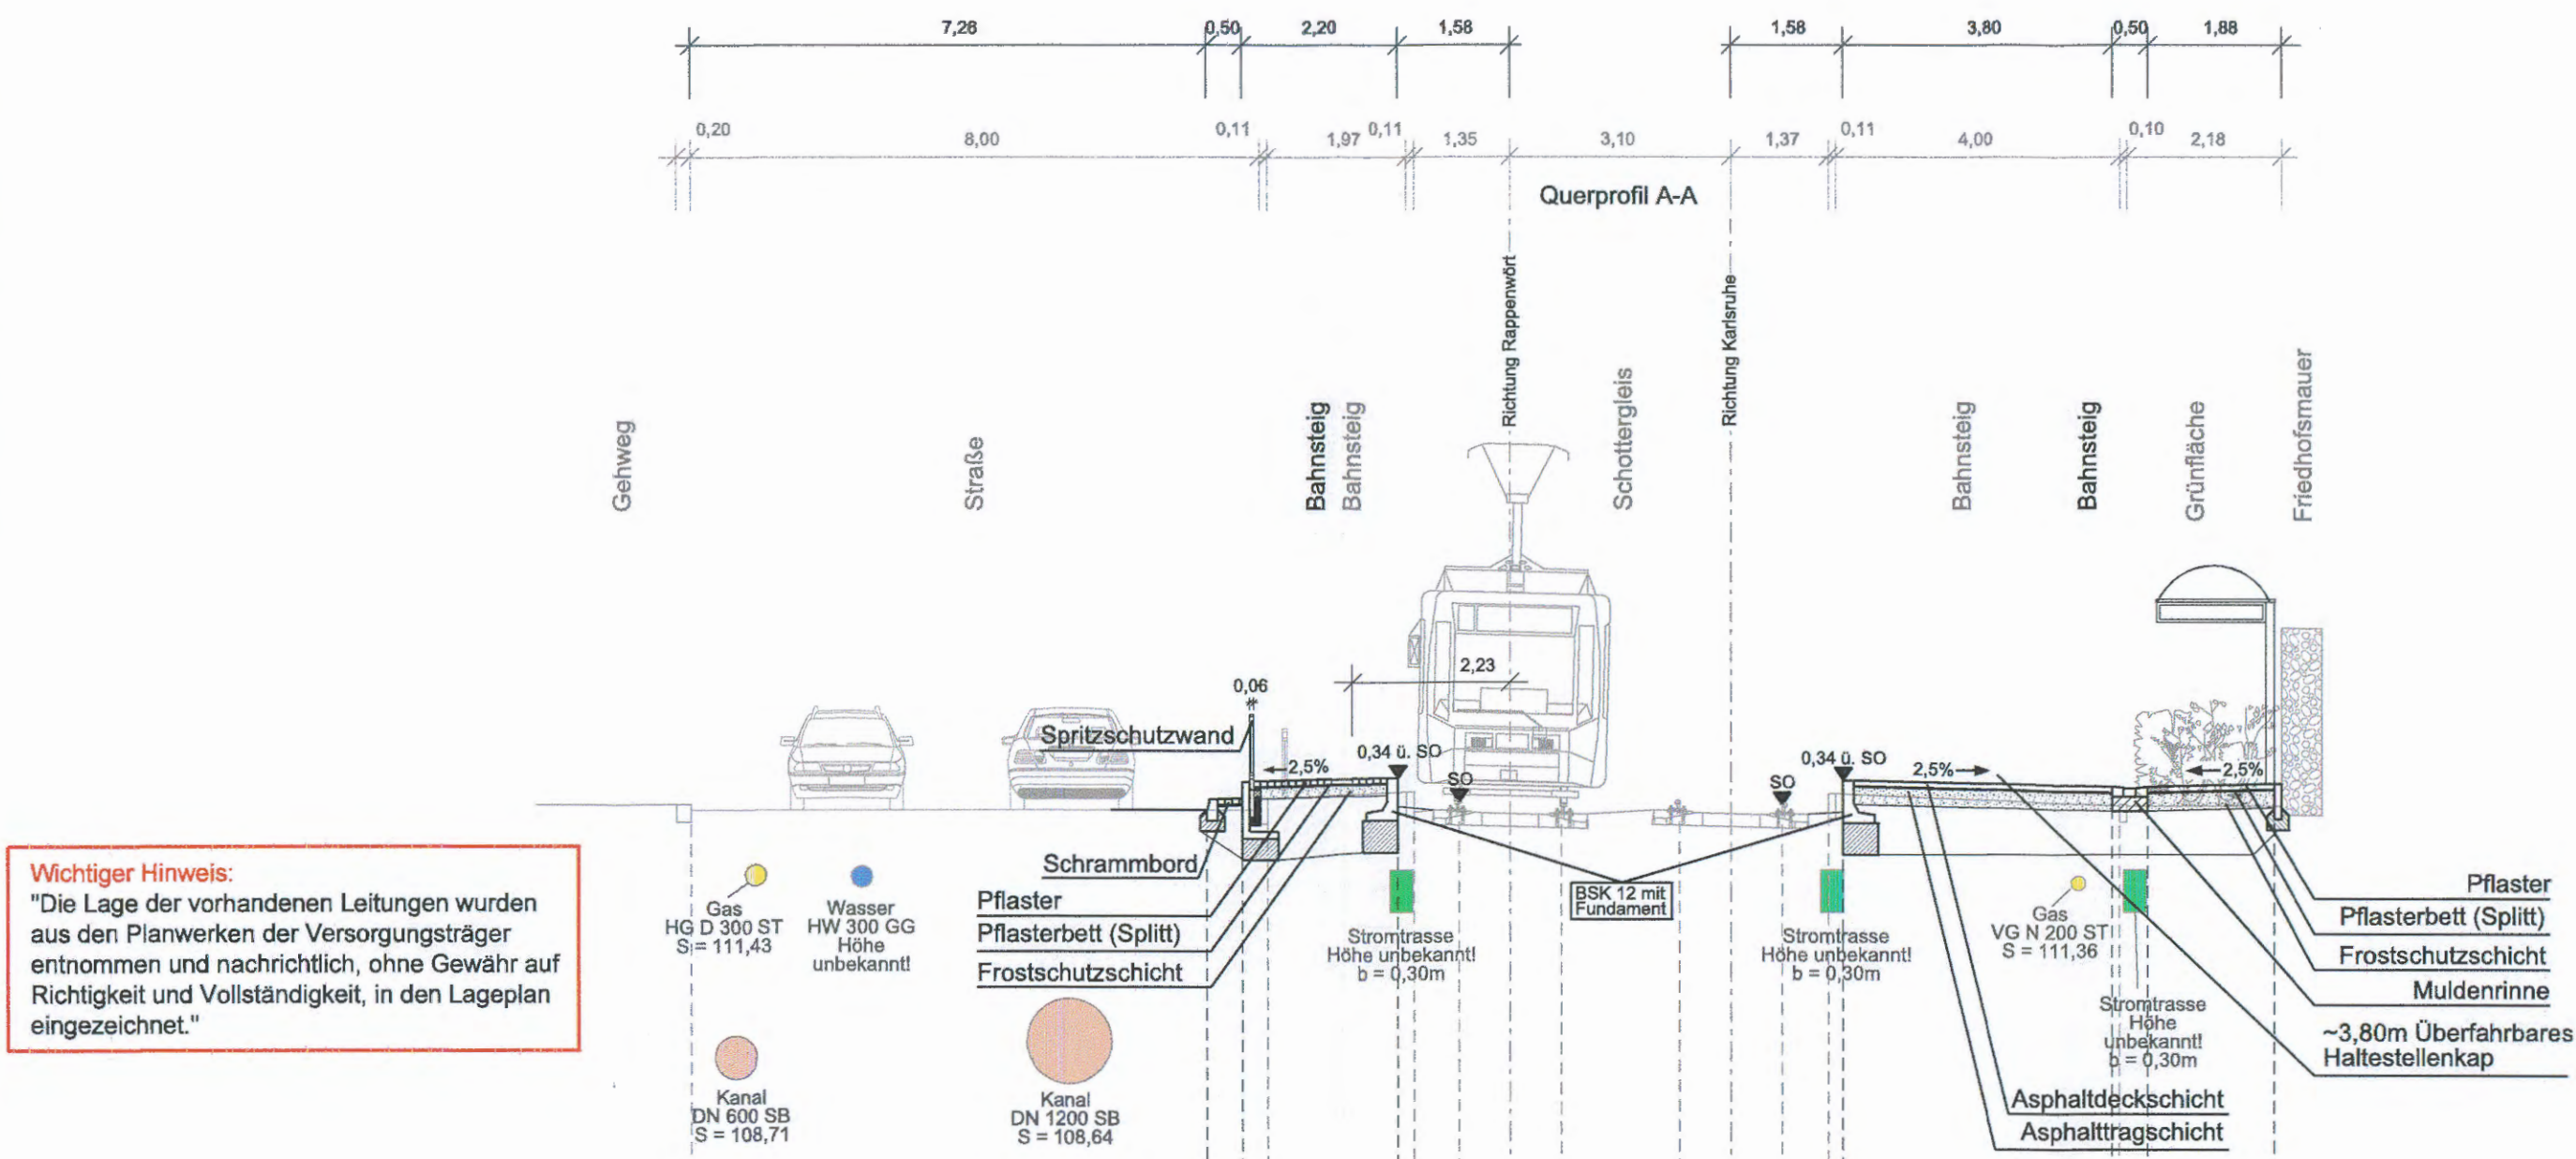 7,26 0,50 2,20 1,58 1,58 3,80 0,50 1,88
0,20 8,00 0,11 1,97 0,11 1,35 3,10 1,37 0,11 4,00 0,10 2,18
Querprofil A-A
Gehweg
Straße
Bahnsteig
Bahnsteig
Richtung Rappenwört
Schottergleis
Richtung Karlsruhe
Bahnsteig
Bahnsteig
Grünfläche
Friedhofsmauer
2,23
0,06
Spritzschutzwand
2,5%
0,34 ü. SO
SO
SO
0,34 ü. SO
2,5%
2,5%
Schrammbord
Pflaster
Pflasterbett (Splitt)
Frostschutzschicht
BSK 12 mit
Fundament
Wichtiger Hinweis:
"Die Lage der vorhandenen Leitungen wurden
aus den Planwerken der Versorgungsträger
entnommen und nachrichtlich, ohne Gewähr auf
Richtigkeit und Vollständigkeit, in den Lageplan
eingezeichnet."
Gas
HG D 300 ST
S = 111,43
Wasser
HW 300 GG
Höhe
unbekannt!
Kanal
DN 600 SB
S = 108,71
Kanal
DN 1200 SB
S = 108,64
Stromtrasse
Höhe unbekannt!
b = 0,30m
Stromtrasse
Höhe unbekannt!
b = 0,30m
Gas
VG N 200 ST
S = 111,36
Stromtrasse
Höhe
unbekannt!
b = 0,30m
Pflaster
Pflasterbett (Splitt)
Frostschutzschicht
Muldenrinne
~3,80m Überfahrbares
Haltestellenkap
Asphaltdeckschicht
Asphalttragschicht